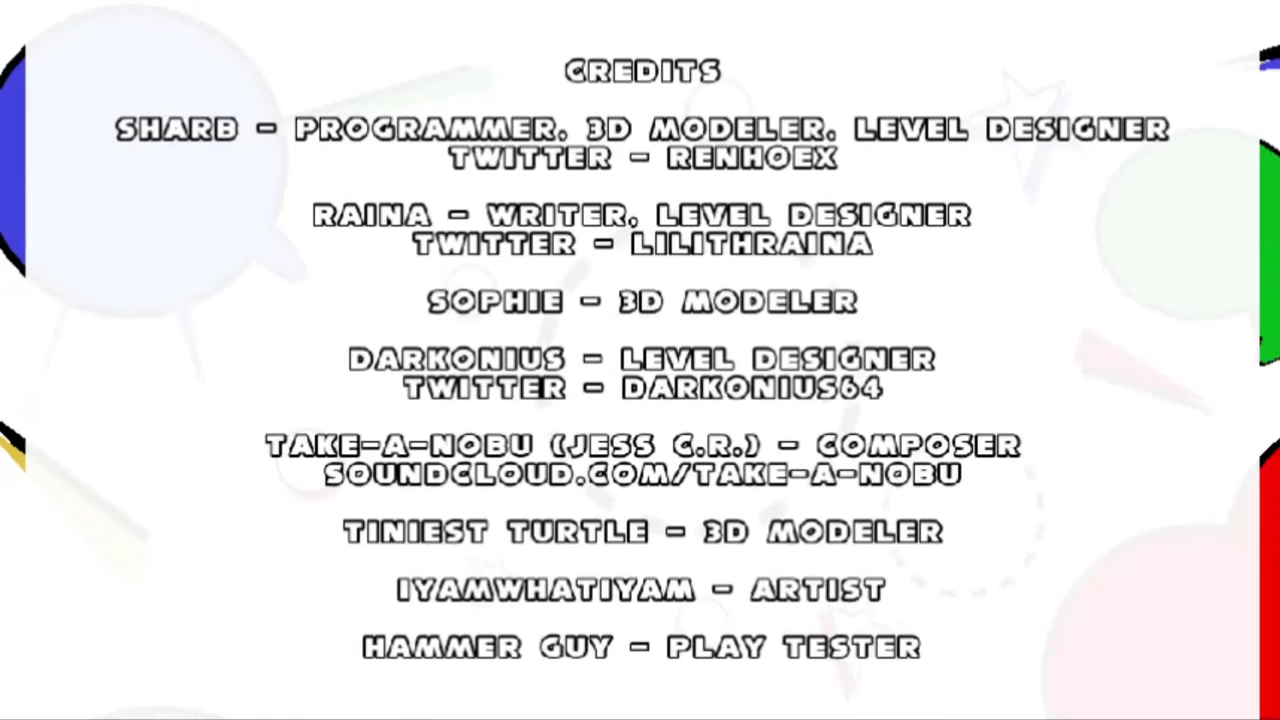 CREDITS
SHARB - PROGRAMMER, 3D MODELER, LEVEL DESIGNER
TWITTER - RENHOEX
RAINA - WRITER, LEVEL DESIGNER
TWITTER - LILITHRAINA
SOPHIE - 3D MODELER
DARKONIUS - LEVEL DESIGNER
TWITTER - DARKONIUS64
TAKE-A-NOBU (JESS C.R.) - COMPOSER
SOUNDCLOUD.COM/TAKE-A-NOBU
TINIEST TURTLE - 3D MODELER
IYAMWHATIYAM - ARTIST
HAMMER GUY - PLAY TESTER